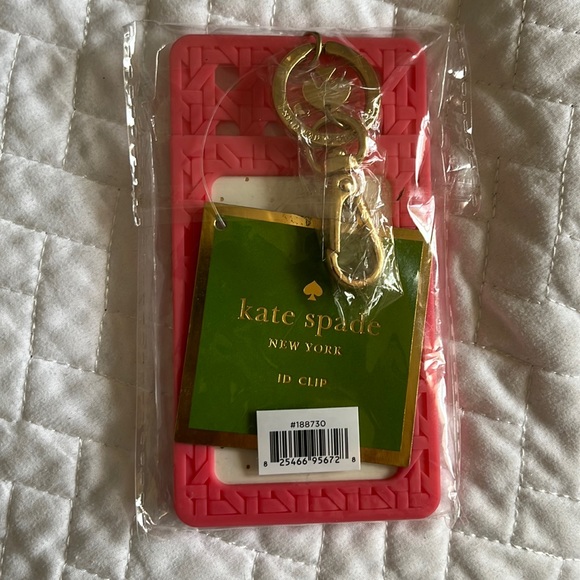 kate spade
NEW YORK
ID CLIP
#188730
8 25466 95672 8